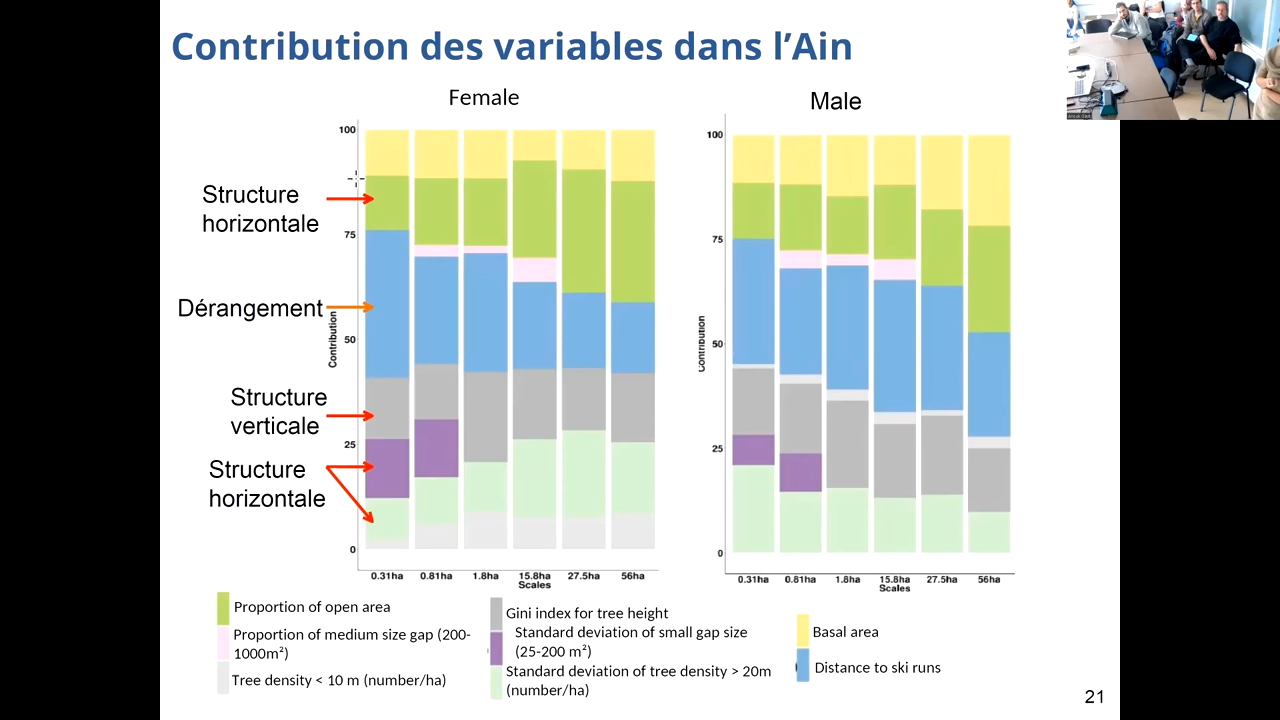 Contribution des variables dans l’Ain
Female
Male
100
75
50
25
0
Contribution
0.31ha
0.81ha
1.8ha
15.8ha
27.5ha
56ha
Scales
100
75
50
25
0
Contribution
0.31ha
0.81ha
1.8ha
15.8ha
27.5ha
56ha
Scales
Structure
horizontale
Dérangement
Structure
verticale
Structure
horizontale
Proportion of open area
Proportion of medium size gap (200-
1000m²)
Tree density < 10 m (number/ha)
Gini index for tree height
Standard deviation of small gap size
(25-200 m²)
Standard deviation of tree density > 20m
(number/ha)
Basal area
Distance to ski runs
21